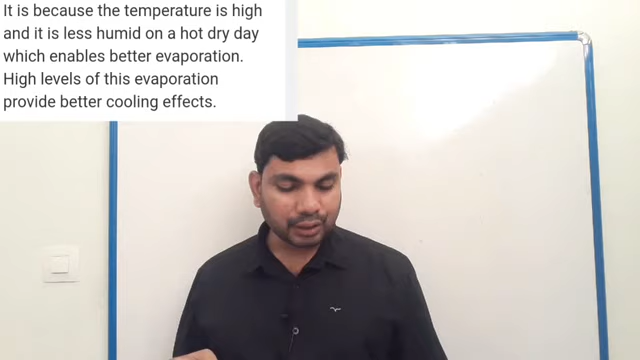 It is because the temperature is high
and it is less humid on a hot dry day
which enables better evaporation.
High levels of this evaporation
provide better cooling effects.